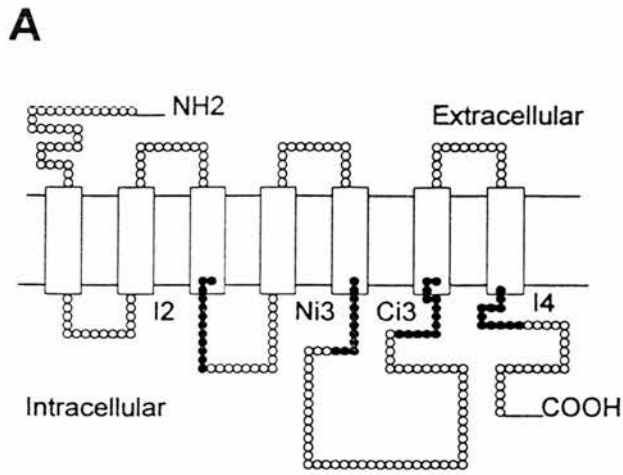 A
NH2
Extracellular
I2
Ni3
Ci3
I4
Intracellular
COOH